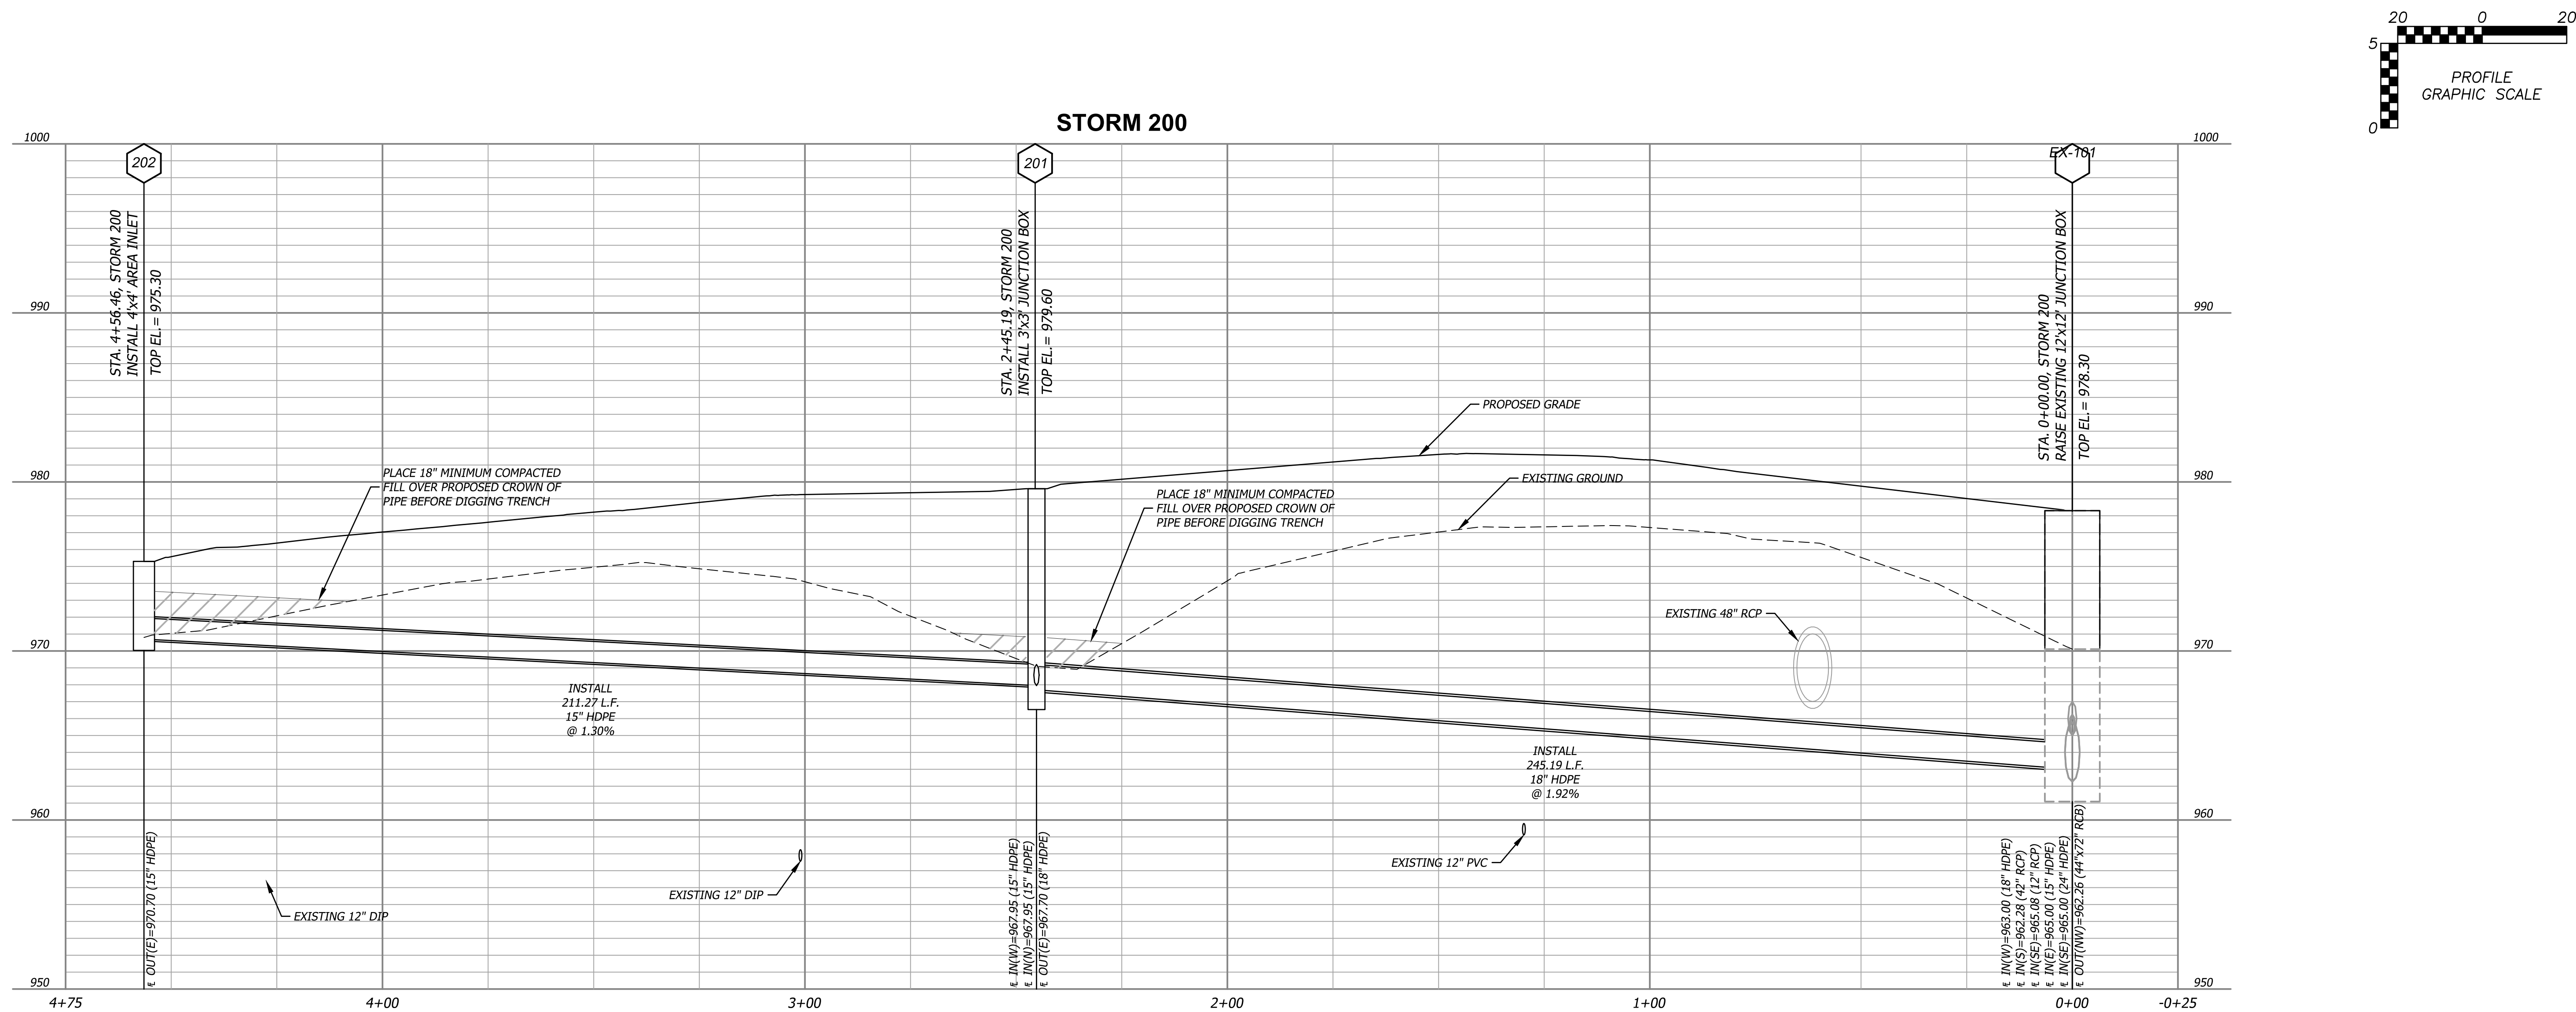 20 0 20
5
PROFILE
GRAPHIC SCALE
0
STORM 200
1000
1000
202
201
EX-101
STA. 4+56.46, STORM 200
INSTALL 4'x4' AREA INLET
TOP EL.= 975.30
STA. 2+45.19, STORM 200
INSTALL 3'x3' JUNCTION BOX
TOP EL.= 979.60
STA. 0+00.00, STORM 200
RAISE EXISTING 12'x12' JUNCTION BOX
TOP EL.= 978.30
990
990
PROPOSED GRADE
980
980
PLACE 18" MINIMUM COMPACTED
FILL OVER PROPOSED CROWN OF
PIPE BEFORE DIGGING TRENCH
EXISTING GROUND
PLACE 18" MINIMUM COMPACTED
FILL OVER PROPOSED CROWN OF
PIPE BEFORE DIGGING TRENCH
EXISTING 48" RCP
970
970
INSTALL
211.27 L.F.
15" HDPE
@ 1.30%
INSTALL
245.19 L.F.
18" HDPE
@ 1.92%
960
960
EXISTING 12" DIP
EXISTING 12" DIP
EXISTING 12" PVC
℄ OUT(E)=970.70 (15" HDPE)
℄ IN(W)=967.95 (15" HDPE)
℄ IN(N)=967.95 (15" HDPE)
℄ OUT(E)=967.70 (18" HDPE)
℄ IN(W)=963.00 (18" HDPE)
℄ IN(S)=962.28 (42" RCP)
℄ IN(SE)=965.08 (12" RCP)
℄ IN(E)=965.00 (15" HDPE)
℄ IN(SE)=965.00 (24" HDPE)
℄ OUT(NW)=962.26 (44"x72" RCB)
950
950
4+75 4+00 3+00 2+00 1+00 0+00 -0+25